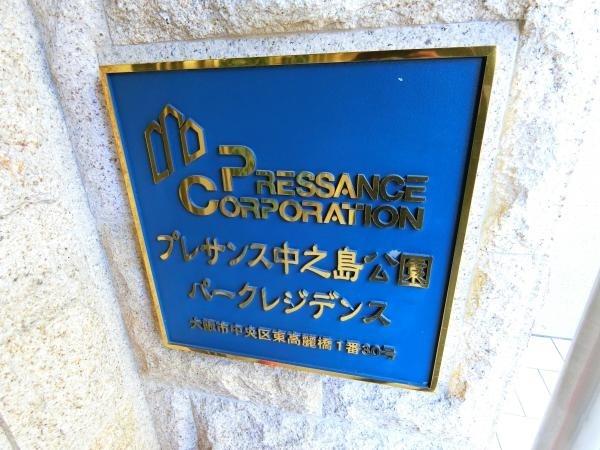 PRESSANCE
CORPORATION
プレサンス中之島公園
パークレジデンス
大阪市中央区東高麗橋1番30号